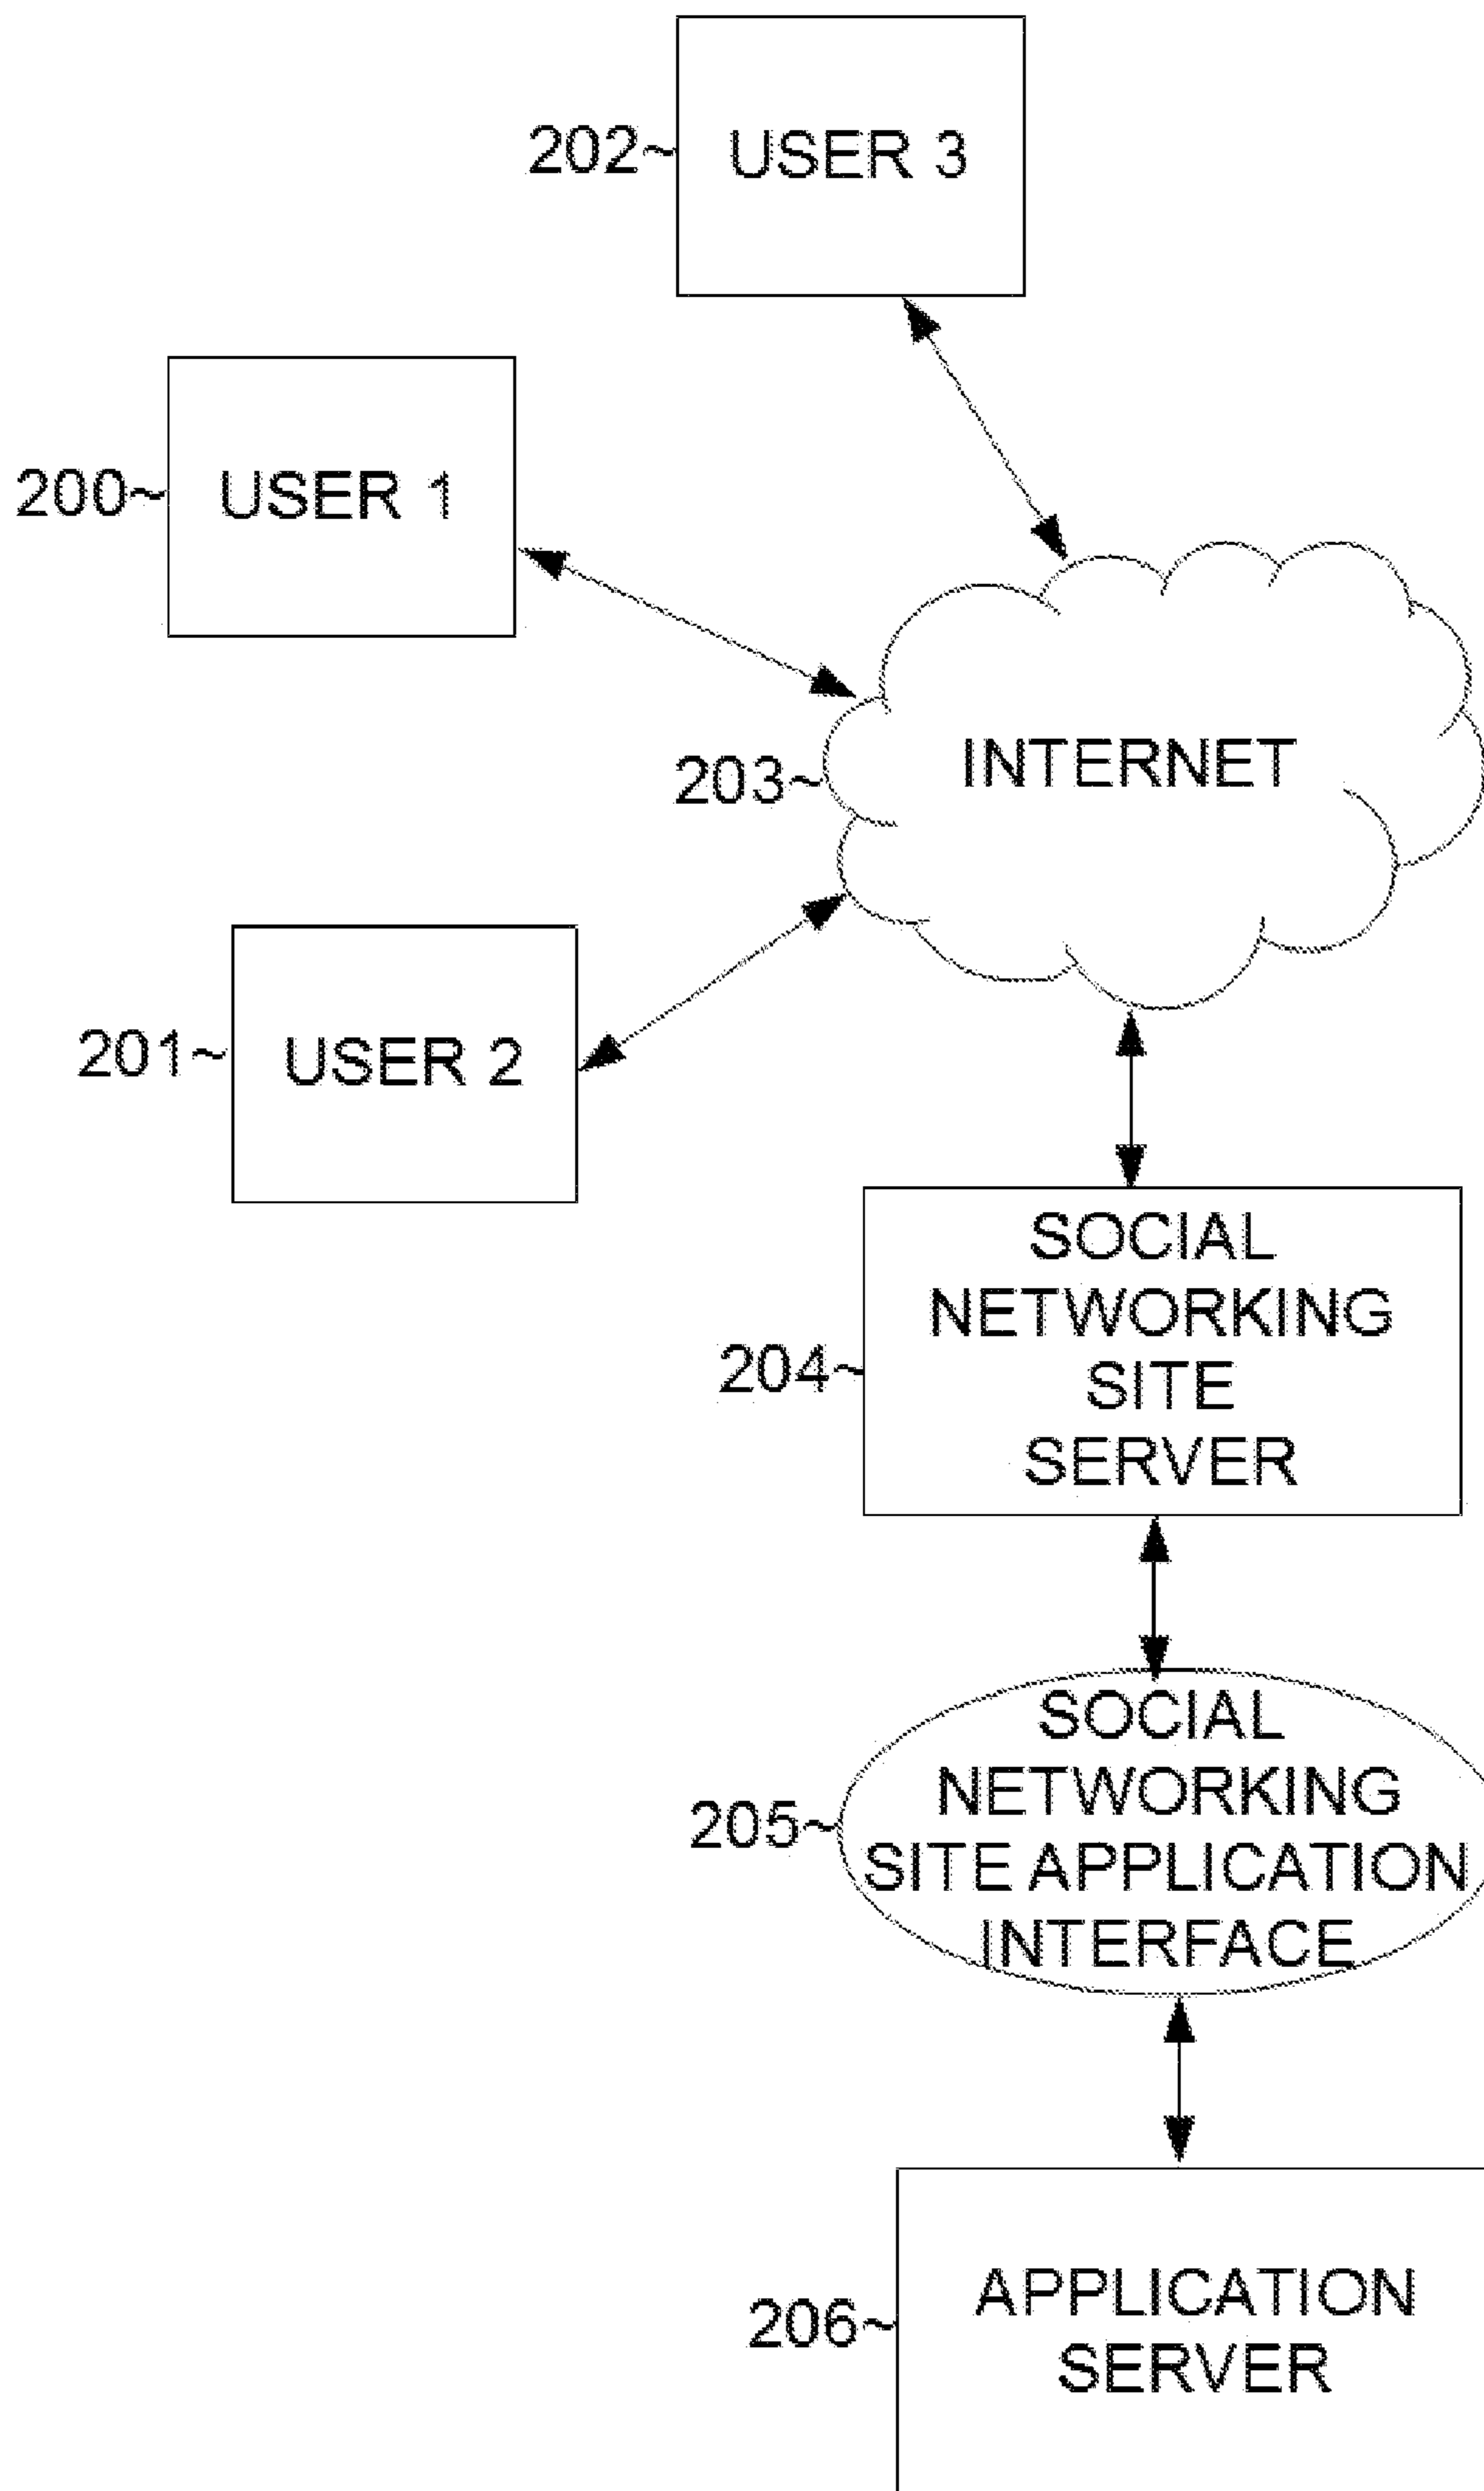 202~ USER 3
200~ USER 1
INTERNET
203~
201~ USER 2
SOCIAL
NETWORKING
204~ SITE
SERVER
SOCIAL
NETWORKING
205~
SITE APPLICATION
INTERFACE
APPLICATION
206~
SERVER